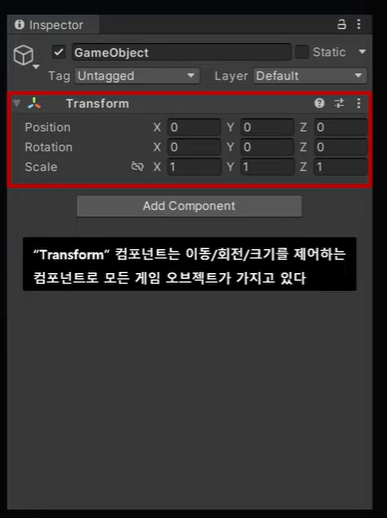 Inspector
GameObject Static
Tag Untagged Layer Default
Transform
Position X 0 Y 0 Z 0
Rotation X 0 Y 0 Z 0
Scale X 1 Y 1 Z 1
Add Component
“Transform” 컴포넌트는 이동/회전/크기를 제어하는
컴포넌트로 모든 게임 오브젝트가 가지고 있다